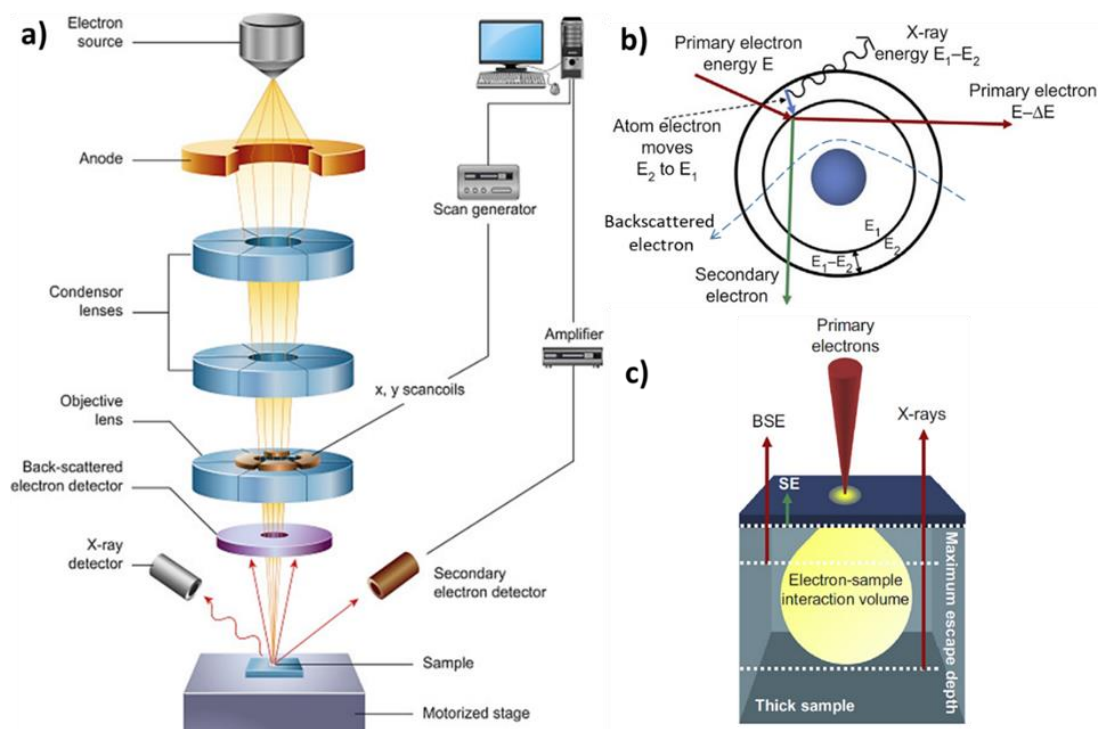 a)
Electron
source
Anode
Condensor
lenses
Objective
lens
Back-scattered
electron detector
X-ray
detector
Scan generator
Amplifier
x, y scancoils
Secondary
electron detector
Sample
Motorized stage
b)
Primary electron
energy E
X-ray
energy E₁–E₂
Primary electron
E–ΔE
Atom electron
moves
E₂ to E₁
Backscattered
electron
E₁
E₂
E₁–E₂
Secondary
electron
c)
Primary
electrons
BSE
X-rays
SE
Electron-sample
interaction volume
Maximum escape depth
Thick sample